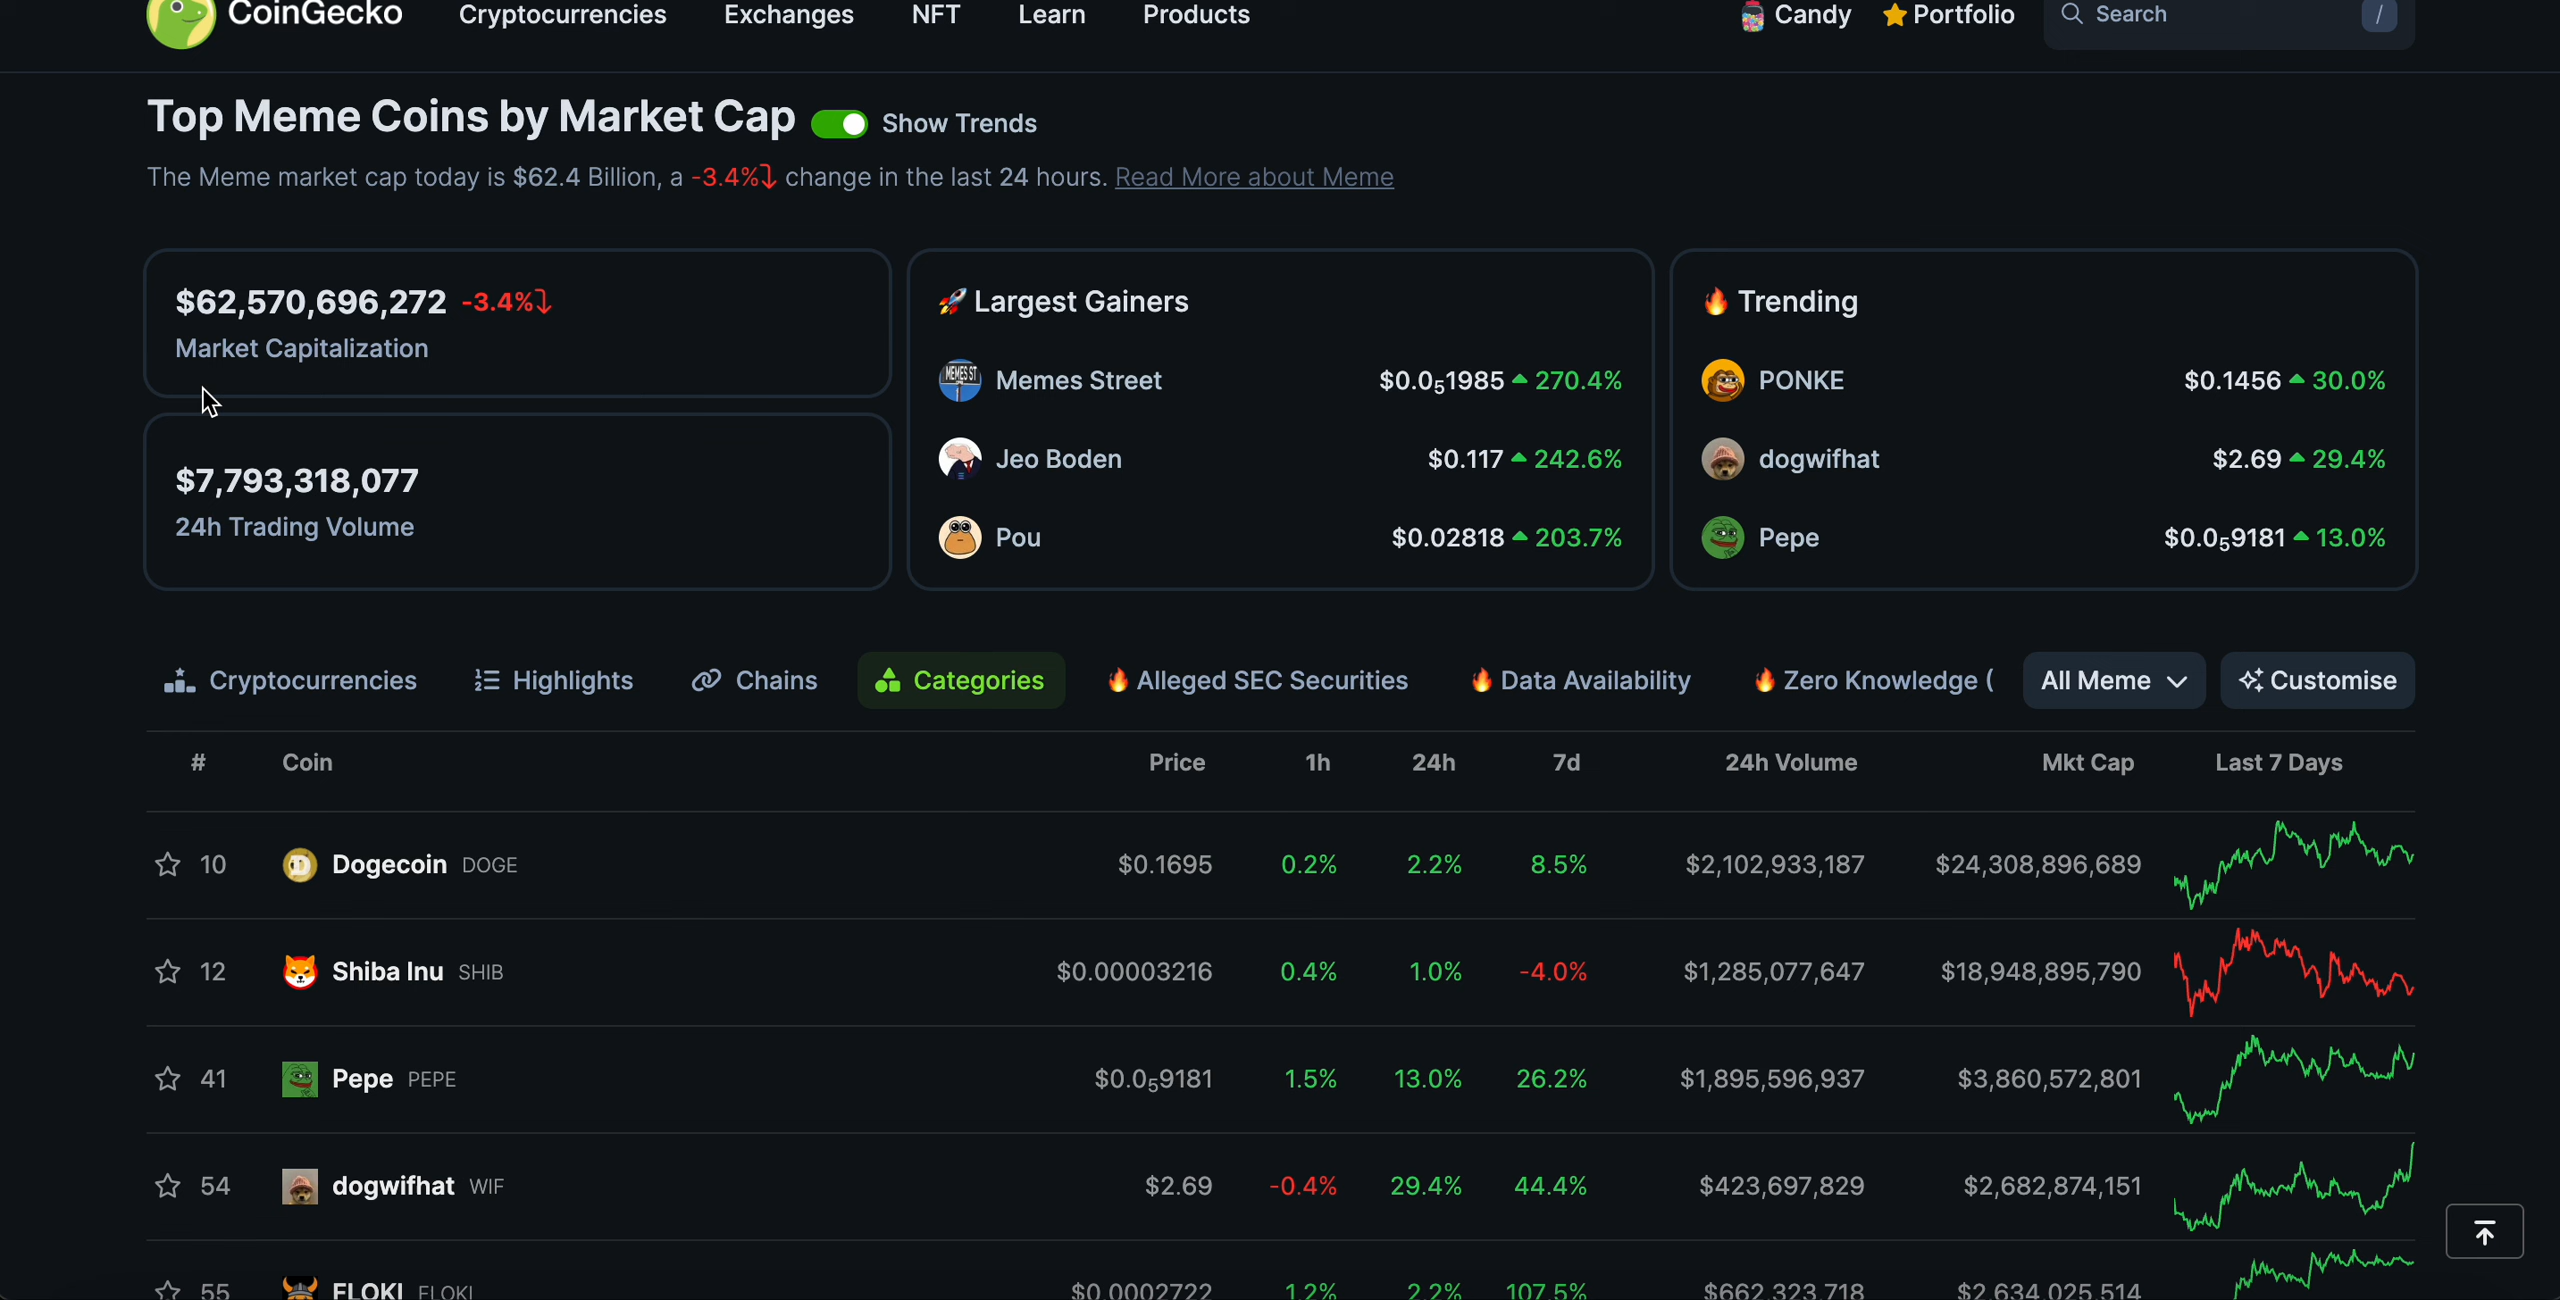 CoinGecko Cryptocurrencies Exchanges NFT Learn Products Candy Portfolio Search /
Top Meme Coins by Market Cap Show Trends
The Meme market cap today is $62.4 Billion, a -3.4% change in the last 24 hours. Read More about Meme
$62,570,696,272 -3.4%
Market Capitalization
$7,793,318,077
24h Trading Volume
Largest Gainers
MEMES ST
Memes Street $0.0₅1985 270.4%
Jeo Boden $0.117 242.6%
Pou $0.02818 203.7%
Trending
PONKE $0.1456 30.0%
dogwifhat $2.69 29.4%
Pepe $0.0₅9181 13.0%
Cryptocurrencies Highlights Chains Categories Alleged SEC Securities Data Availability Zero Knowledge ( All Meme Customise
# Coin Price 1h 24h 7d 24h Volume Mkt Cap Last 7 Days
10 Dogecoin DOGE $0.1695 0.2% 2.2% 8.5% $2,102,933,187 $24,308,896,689
12 Shiba Inu SHIB $0.00003216 0.4% 1.0% -4.0% $1,285,077,647 $18,948,895,790
41 Pepe PEPE $0.0₅9181 1.5% 13.0% 26.2% $1,895,596,937 $3,860,572,801
54 dogwifhat WIF $2.69 -0.4% 29.4% 44.4% $423,697,829 $2,682,874,151
55 FLOKI FLOKI $0.0002722 1.2% 2.2% 107.5% $662,323,718 $2,634,025,514